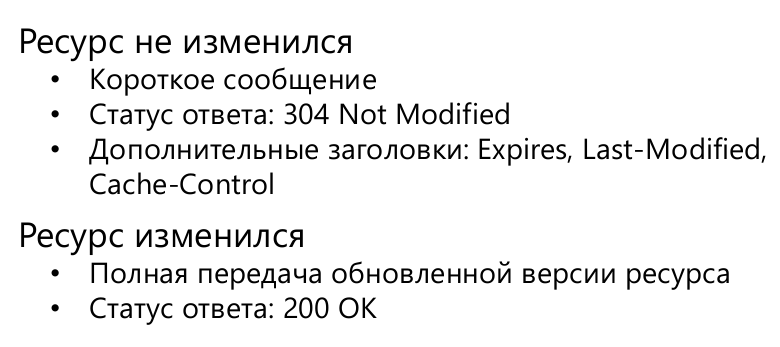 Ресурс не изменился
• Короткое сообщение
• Статус ответа: 304 Not Modified
• Дополнительные заголовки: Expires, Last-Modified,
Cache-Control
Ресурс изменился
• Полная передача обновленной версии ресурса
• Статус ответа: 200 OK